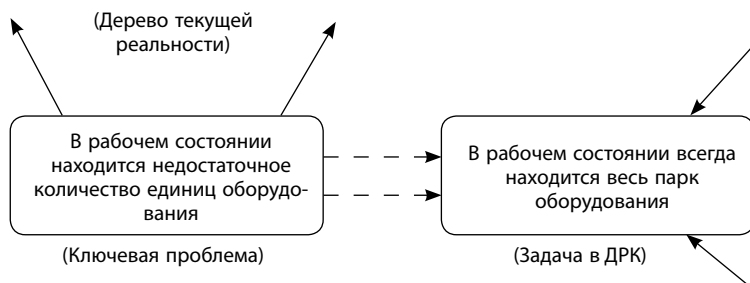 (Дерево текущей
реальности)
В рабочем состоянии
находится недостаточное
количество единиц оборудо-
вания
(Ключевая проблема)
В рабочем состоянии всегда
находится весь парк
оборудования
(Задача в ДРК)